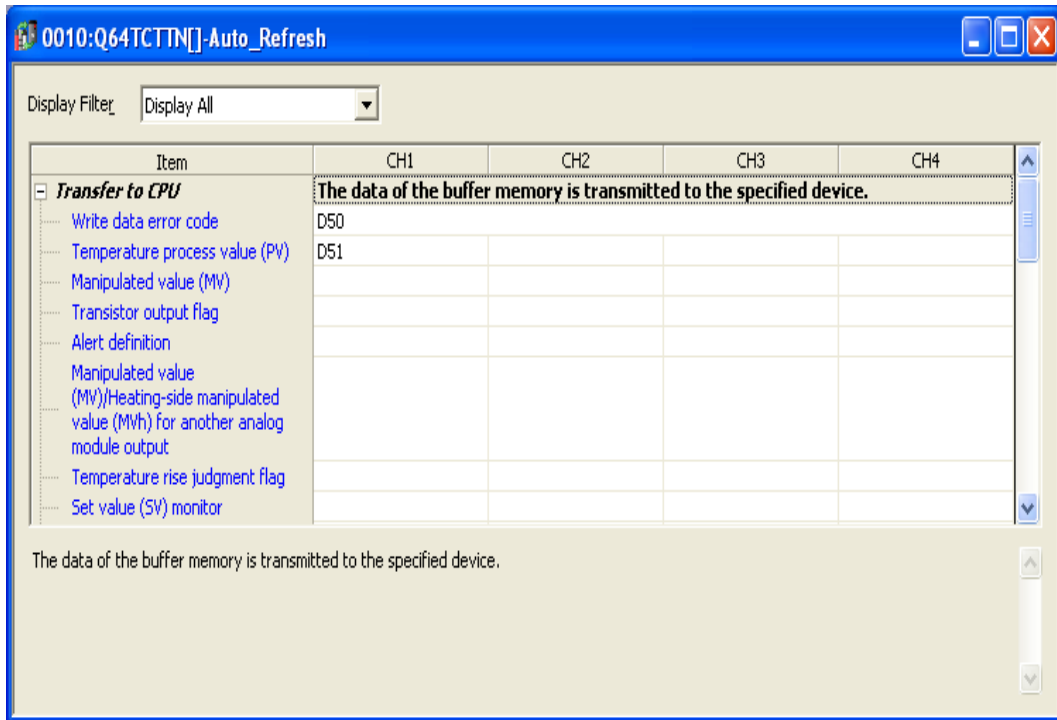 0010:Q64TCTTN[]-Auto_Refresh
Display Filter Display All
Item CH1 CH2 CH3 CH4
Transfer to CPU The data of the buffer memory is transmitted to the specified device.
Write data error code D50
Temperature process value (PV) D51
Manipulated value (MV)
Transistor output flag
Alert definition
Manipulated value
(MV)/Heating-side manipulated
value (MVh) for another analog
module output
Temperature rise judgment flag
Set value (SV) monitor
The data of the buffer memory is transmitted to the specified device.